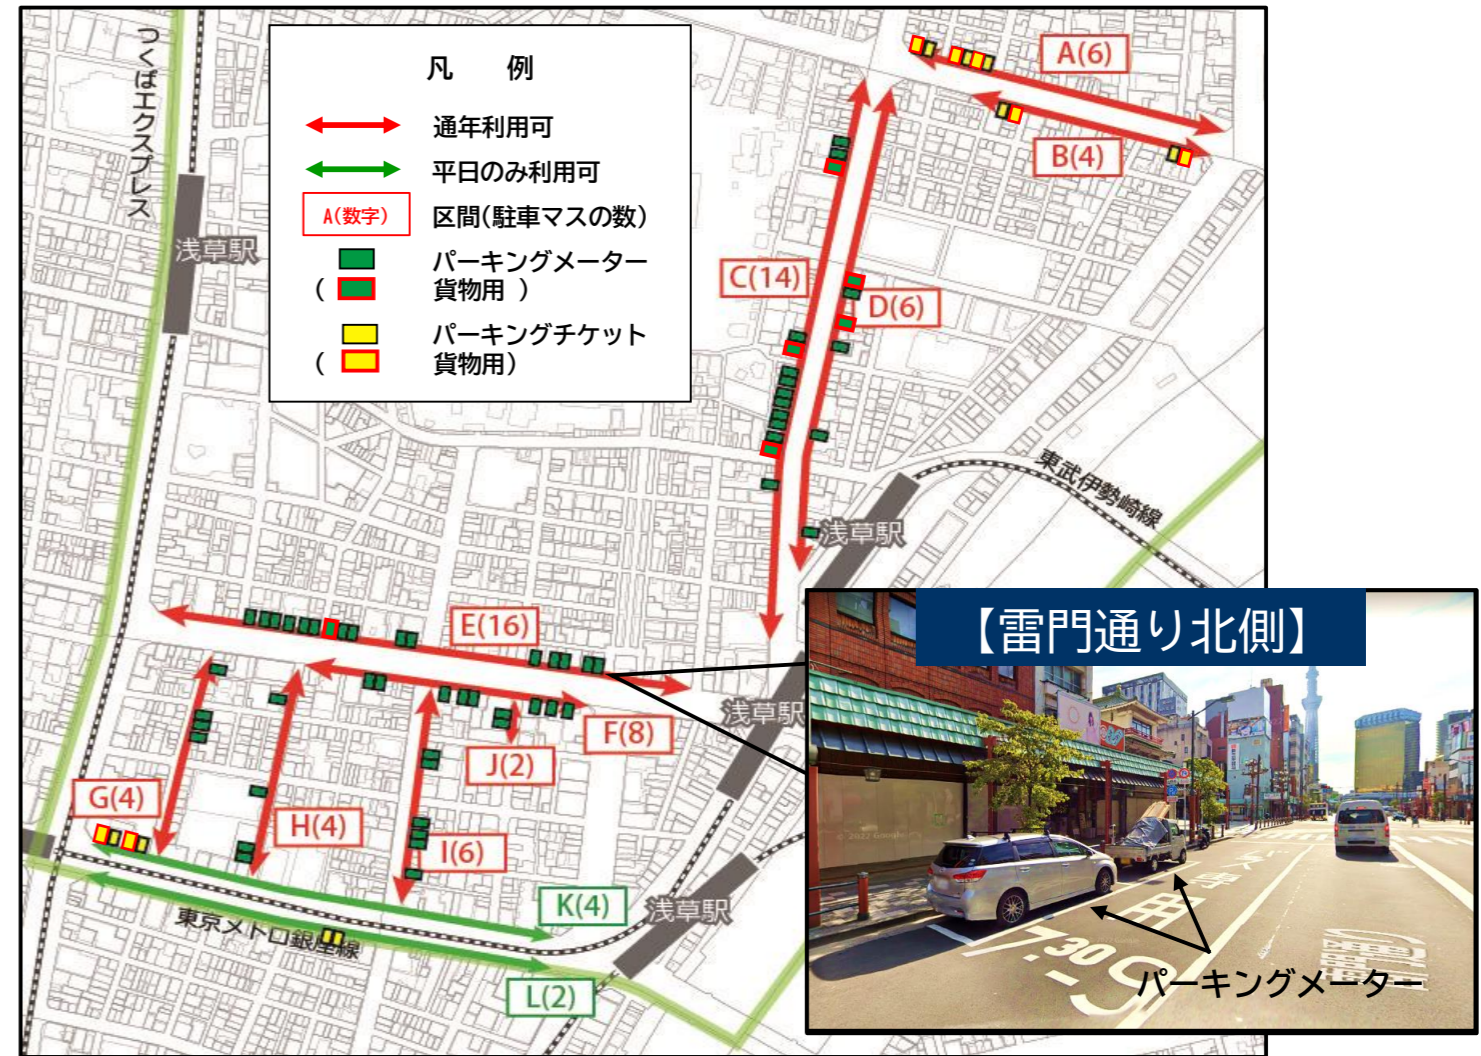 凡　例
通年利用可
平日のみ利用可
A(数字)
区間(駐車マスの数)
パーキングメーター
(
貨物用 )
パーキングチケット
(
貨物用)
つくばエクスプレス
浅草駅
A(6)
B(4)
C(14)
D(6)
東武伊勢崎線
浅草駅
E(16)
F(8)
浅草駅
J(2)
G(4)
H(4)
I(6)
K(4)
浅草駅
東京メトロ銀座線
L(2)
【雷門通り北側】
7:30-9
専用
パーキングメーター